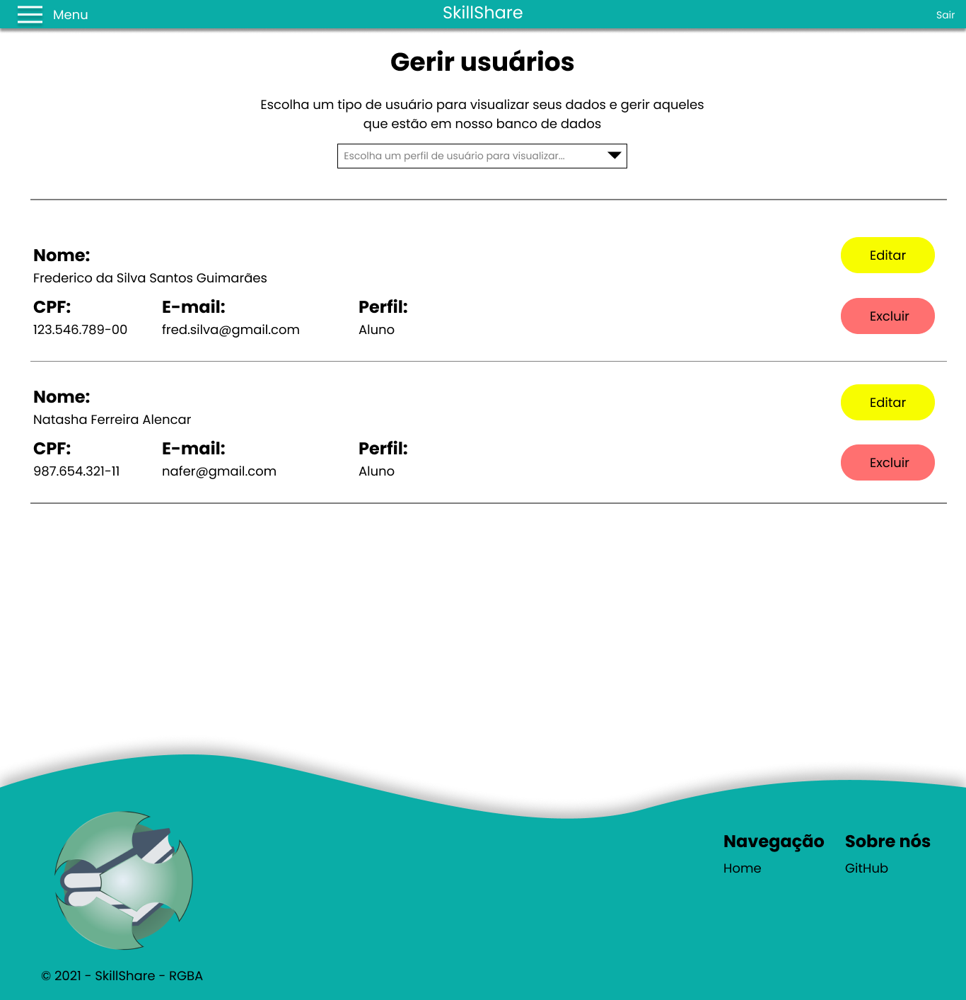 Menu
SkillShare
Sair
Gerir usuários
Escolha um tipo de usuário para visualizar seus dados e gerir aqueles
que estão em nosso banco de dados
Escolha um perfil de usuário para visualizar...
Nome:
Editar
Frederico da Silva Santos Guimarães
CPF:
E-mail:
Perfil:
Excluir
123.546.789-00
fred.silva@gmail.com
Aluno
Nome:
Editar
Natasha Ferreira Alencar
CPF:
E-mail:
Perfil:
Excluir
987.654.321-11
nafer@gmail.com
Aluno
Navegação
Sobre nós
Home
GitHub
© 2021 - SkillShare - RGBA